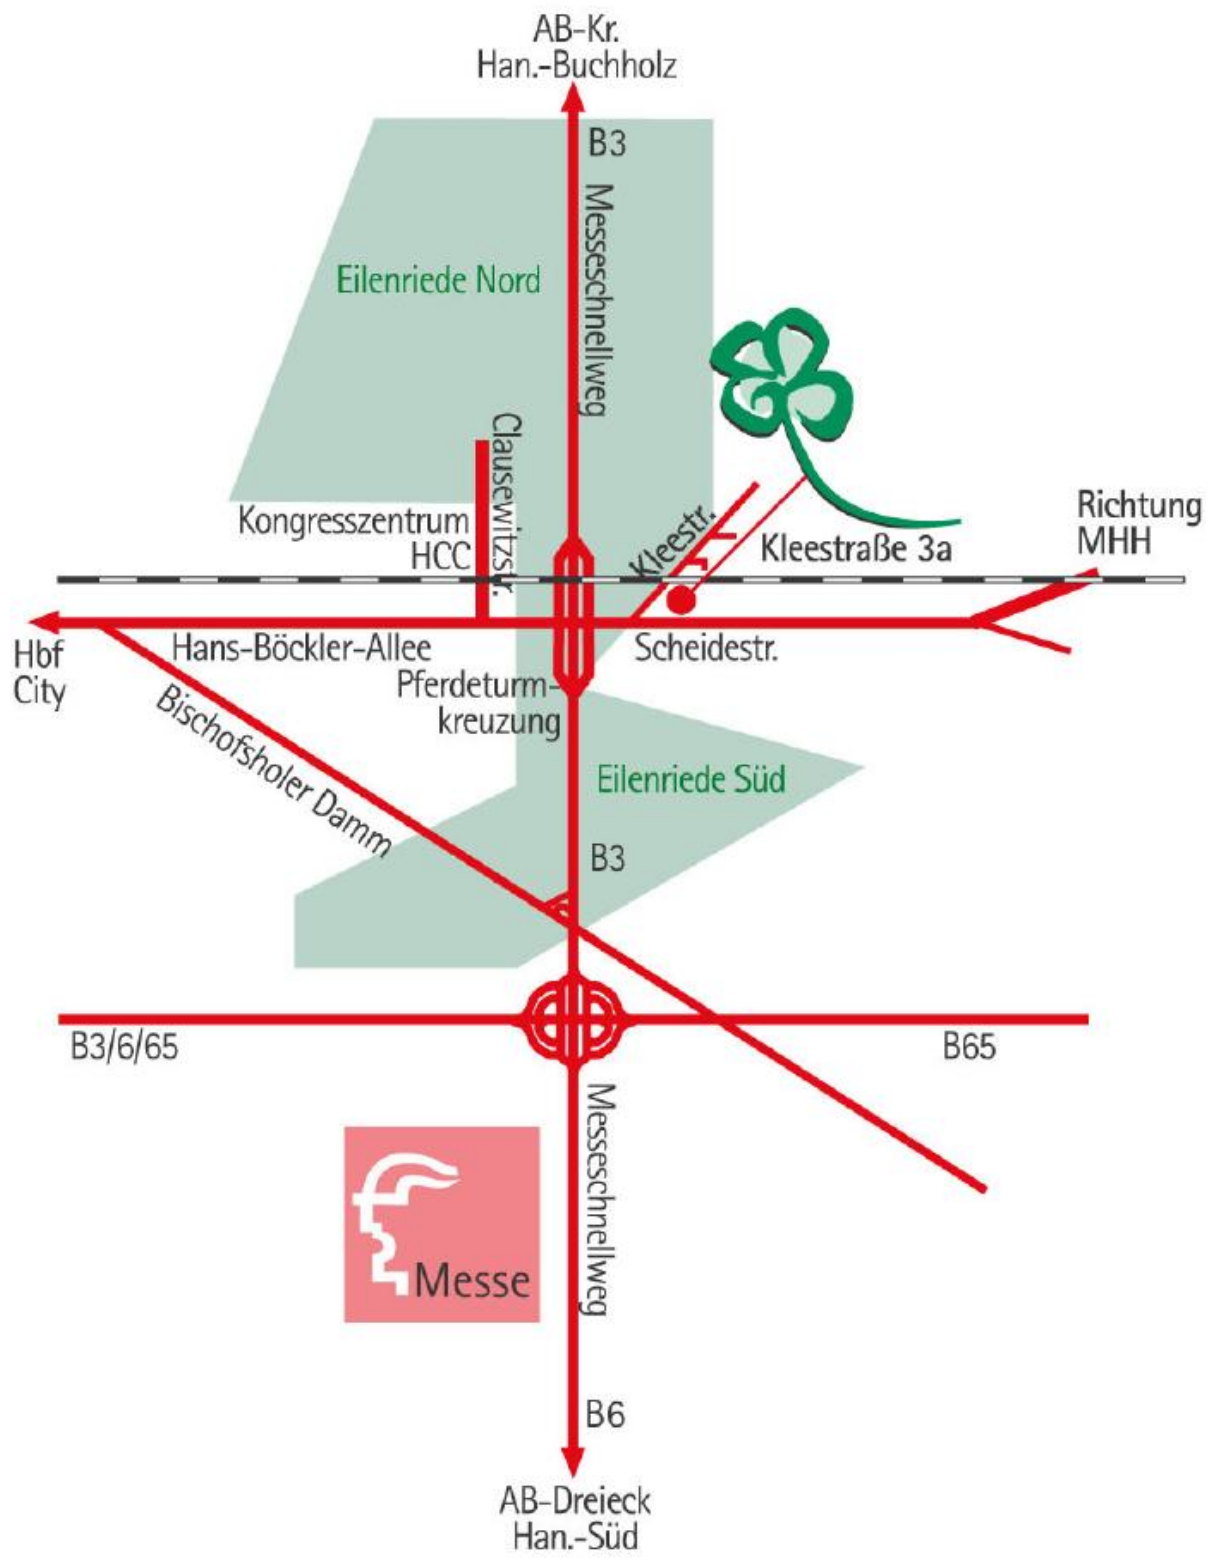 AB-Kr.
Han.-Buchholz
B3
Messeschnellweg
Eilenriede Nord
Clausewitzstr.
Kongresszentrum
HCC
Kleestr.
Kleestraße 3a
Richtung
MHH
Hbf
City
Hans-Böckler-Allee
Scheidestr.
Pferdeturm-
kreuzung
Bischofsholer Damm
Eilenriede Süd
B3
B3/6/65
B65
Messeschnellweg
Messe
B6
AB-Dreieck
Han.-Süd